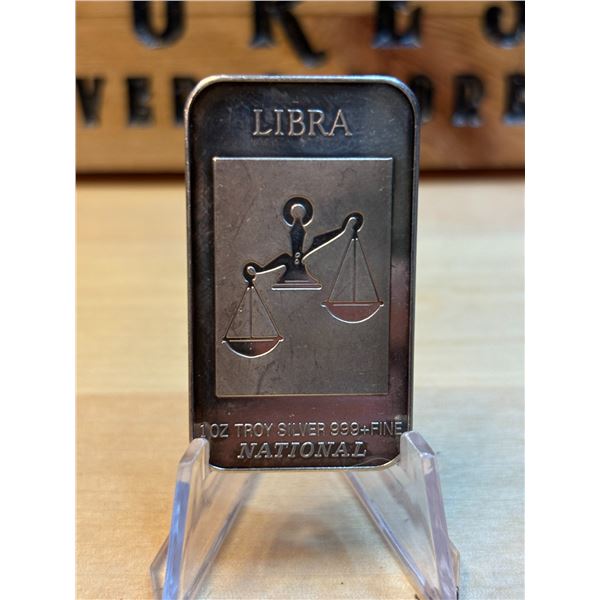 LIBRA
1 OZ TROY SILVER 999+FINE
NATIONAL